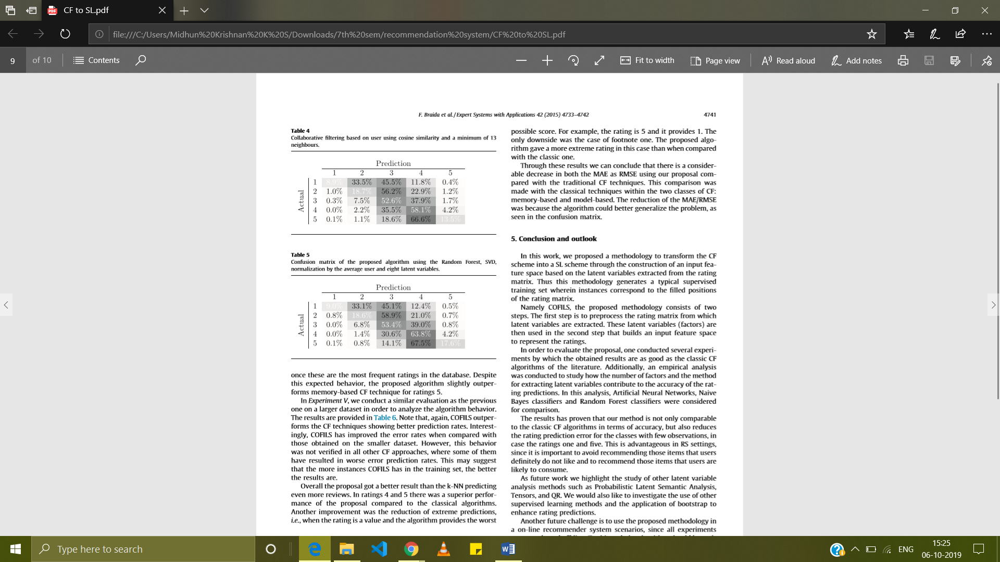 CF to SL.pdf
file:///C:/Users/Midhun%20Krishnan%20K%20S/Downloads/7th%20sem/recommendation%20system/CF%20to%20SL.pdf
9 of 10 Contents Fit to width Page view Read aloud Add notes
F. Braida et al. / Expert Systems with Applications 42 (2015) 4733–4742 4741
Table 4
Collaborative filtering based on user using cosine similarity and a minimum of 13
neighbours.
Prediction
1 2 3 4 5
Actual
1 8.9% 33.5% 45.5% 11.8% 0.4%
2 1.0% 18.7% 56.2% 22.9% 1.2%
3 0.3% 7.5% 52.6% 37.9% 1.7%
4 0.0% 2.2% 35.5% 58.1% 4.2%
5 0.1% 1.1% 18.6% 66.6% 13.5%
Table 5
Confusion matrix of the proposed algorithm using the Random Forest, SVD,
normalization by the average user and eight latent variables.
Prediction
1 2 3 4 5
Actual
1 9.0% 33.1% 45.1% 12.4% 0.5%
2 0.8% 18.6% 58.9% 21.0% 0.7%
3 0.0% 6.8% 53.4% 39.0% 0.8%
4 0.0% 1.4% 30.6% 63.8% 4.2%
5 0.1% 0.8% 14.1% 67.5% 17.6%
once these are the most frequent ratings in the database. Despite
this expected behavior, the proposed algorithm slightly outper-
forms memory-based CF technique for ratings 5.
In Experiment V, we conduct a similar evaluation as the previous
one on a larger dataset in order to analyze the algorithm behavior.
The results are provided in Table 6. Note that, again, COFILS outper-
forms the CF techniques showing better prediction rates. Interest-
ingly, COFILS has improved the error rates when compared with
those obtained on the smaller dataset. However, this behavior
was not verified in all other CF approaches, where some of them
have resulted in worse error prediction rates. This may suggest
that the more instances COFILS has in the training set, the better
the results are.
Overall the proposal got a better result than the k-NN predicting
even more reviews. In ratings 4 and 5 there was a superior perfor-
mance of the proposal compared to the classical algorithms.
Another improvement was the reduction of extreme predictions,
i.e., when the rating is a value and the algorithm provides the worst
possible score. For example, the rating is 5 and it provides 1. The
only downside was the case of footnote one. The proposed algo-
rithm gave a more extreme rating in this case than when compared
with the classic one.
Through these results we can conclude that there is a consider-
able decrease in both the MAE as RMSE using our proposal com-
pared with the traditional CF techniques. This comparison was
made with the classical techniques within the two classes of CF:
memory-based and model-based. The reduction of the MAE/RMSE
was because the algorithm could better generalize the problem, as
seen in the confusion matrix.
5. Conclusion and outlook
In this work, we proposed a methodology to transform the CF
scheme into a SL scheme through the construction of an input fea-
ture space based on the latent variables extracted from the rating
matrix. Thus this methodology generates a typical supervised
training set wherein instances correspond to the filled positions
of the rating matrix.
Namely COFILS, the proposed methodology consists of two
steps. The first step is to preprocess the rating matrix from which
latent variables are extracted. These latent variables (factors) are
then used in the second step that builds an input feature space
to represent the ratings.
In order to evaluate the proposal, one conducted several experi-
ments by which the obtained results are as good as the classic CF
algorithms of the literature. Additionally, an empirical analysis
was conducted to study how the number of factors and the method
for extracting latent variables contribute to the accuracy of the rat-
ing predictions. In this analysis, Artificial Neural Networks, Naive
Bayes classifiers and Random Forest classifiers were considered
for comparison.
The results has proven that our method is not only comparable
to the classic CF algorithms in terms of accuracy, but also reduces
the rating prediction error for the classes with few observations, in
case the ratings one and five. This is advantageous in RS settings,
since it is important to avoid recommending those items that users
definitely do not like and to recommend those items that users are
likely to consume.
As future work we highlight the study of other latent variable
analysis methods such as Probabilistic Latent Semantic Analysis,
Tensors, and QR. We would also like to investigate the use of other
supervised learning methods and the application of bootstrap to
enhance rating predictions.
Another future challenge is to use the proposed methodology in
a on-line recommender system scenarios, since all experiments
Type here to search
ENG
15:25
06-10-2019